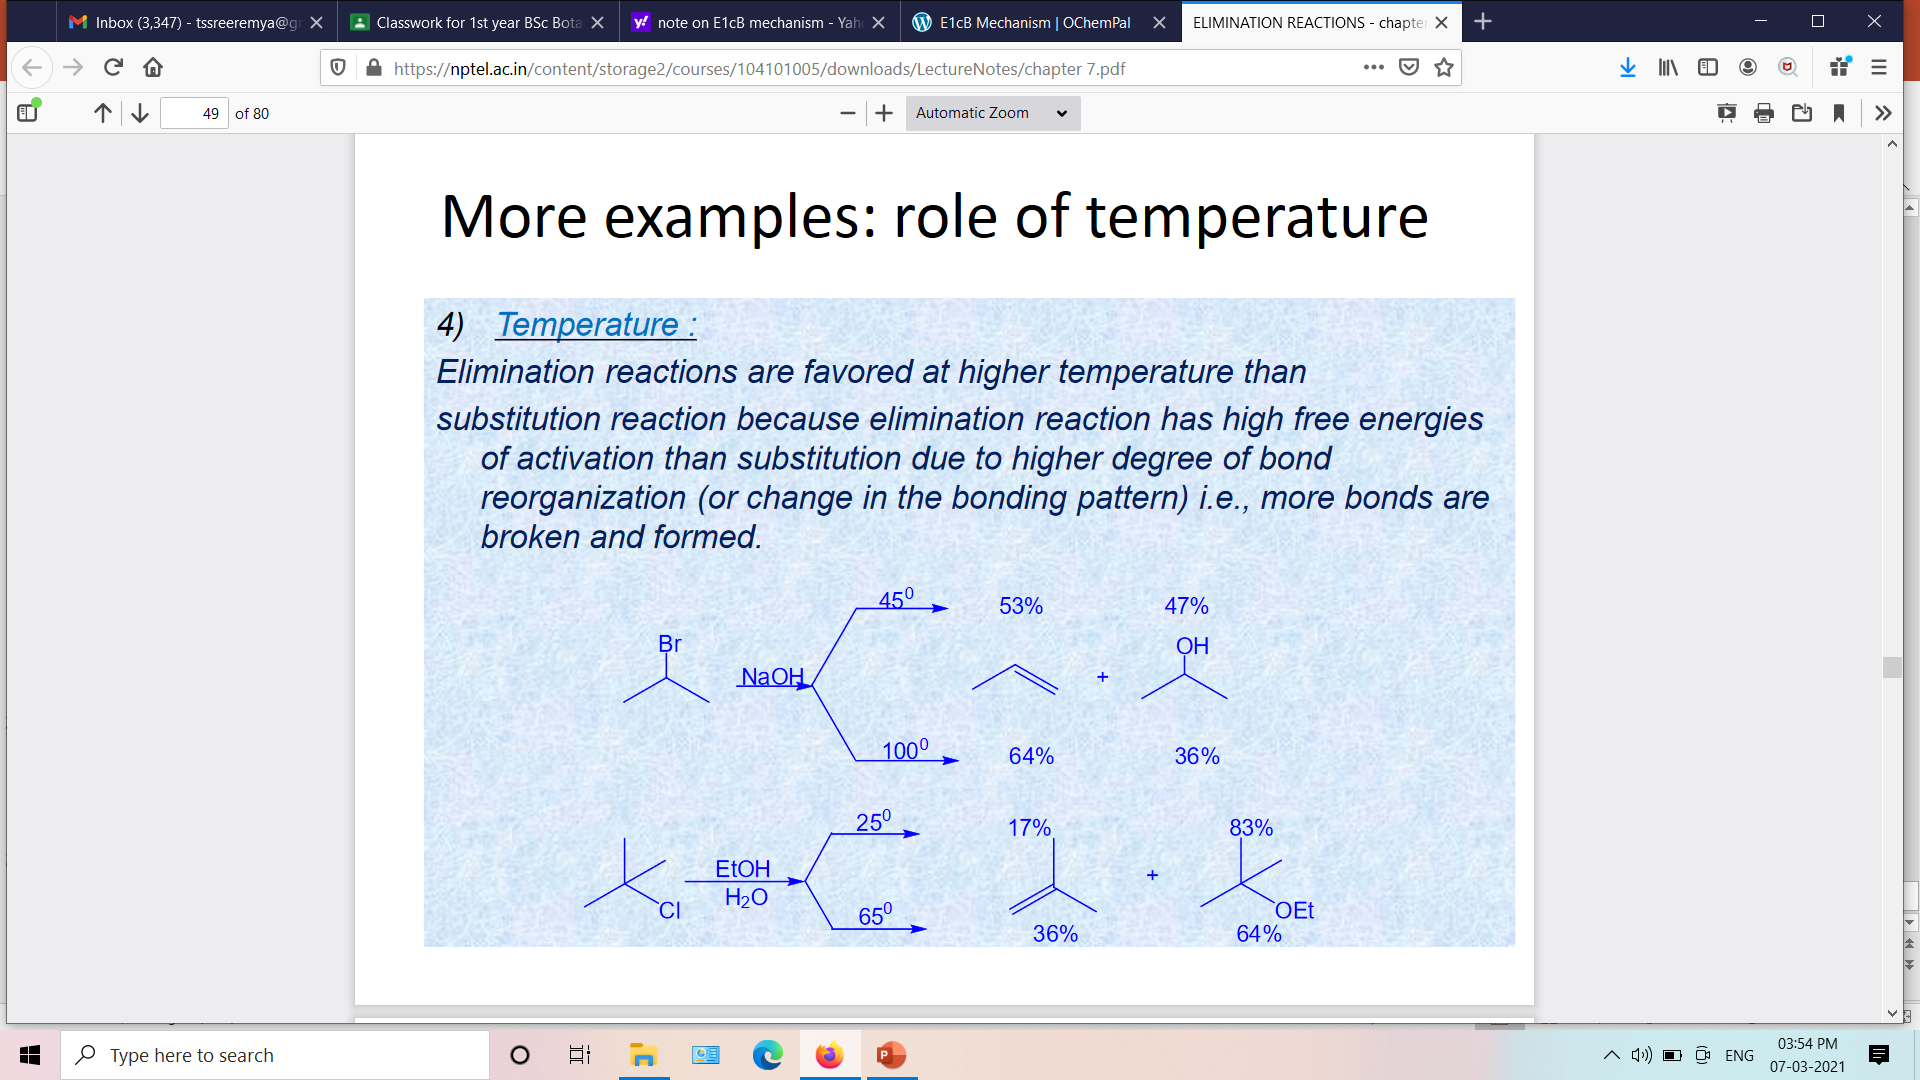 Inbox (3,347) - tssreeremya@g
Classwork for 1st year BSc Bota
note on E1cB mechanism - Yah
E1cB Mechanism | OChemPal
ELIMINATION REACTIONS - chapte
https://nptel.ac.in/content/storage2/courses/104101005/downloads/LectureNotes/chapter 7.pdf
49 of 80
Automatic Zoom
More examples: role of temperature
4) Temperature :
Elimination reactions are favored at higher temperature than
substitution reaction because elimination reaction has high free energies
of activation than substitution due to higher degree of bond
reorganization (or change in the bonding pattern) i.e., more bonds are
broken and formed.
45⁰ 53% 47%
Br OH
NaOH +
100⁰ 64% 36%
25⁰ 17% 83%
EtOH +
H₂O
Cl 65⁰ OEt
36% 64%
Type here to search
ENG
03:54 PM
07-03-2021